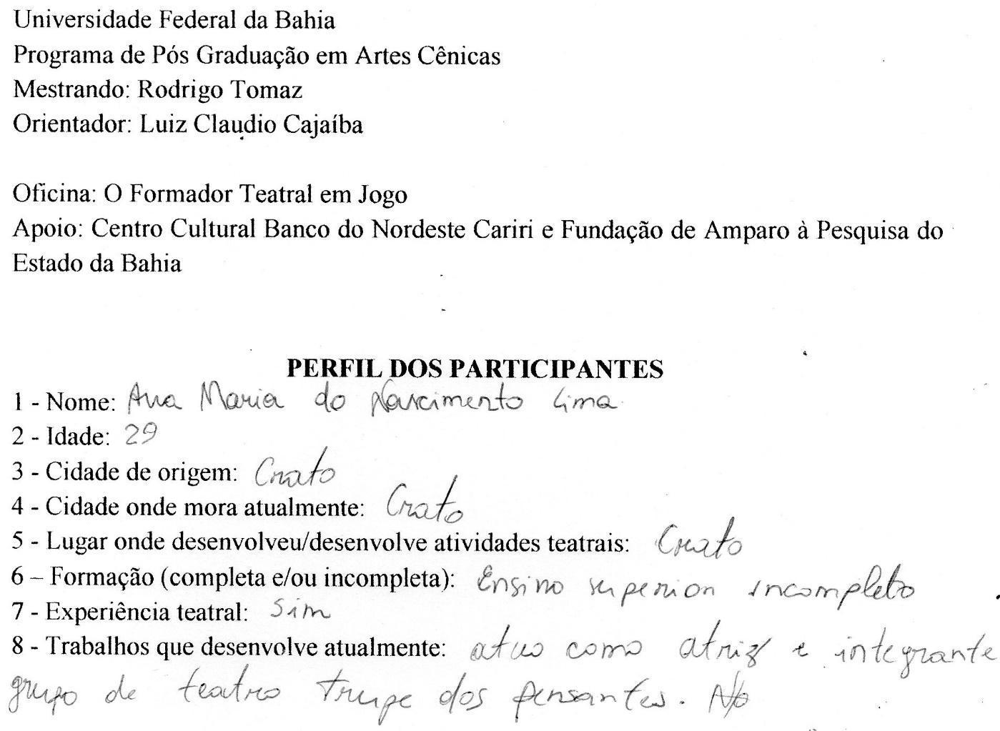 Universidade Federal da Bahia
Programa de Pós Graduação em Artes Cênicas
Mestrando: Rodrigo Tomaz
Orientador: Luiz Claudio Cajaíba
Oficina: O Formador Teatral em Jogo
Apoio: Centro Cultural Banco do Nordeste Cariri e Fundação de Amparo à Pesquisa do
Estado da Bahia
PERFIL DOS PARTICIPANTES
1 - Nome: Ana Maria do Nascimento Lima
2 - Idade: 29
3 - Cidade de origem: Crato
4 - Cidade onde mora atualmente: Crato
5 - Lugar onde desenvolveu/desenvolve atividades teatrais: Crato
6 – Formação (completa e/ou incompleta): Ensino superior incompleto
7 - Experiência teatral: Sim
8 - Trabalhos que desenvolve atualmente: atuo como atriz e integrante
grupo de teatro trupe dos pensantes.